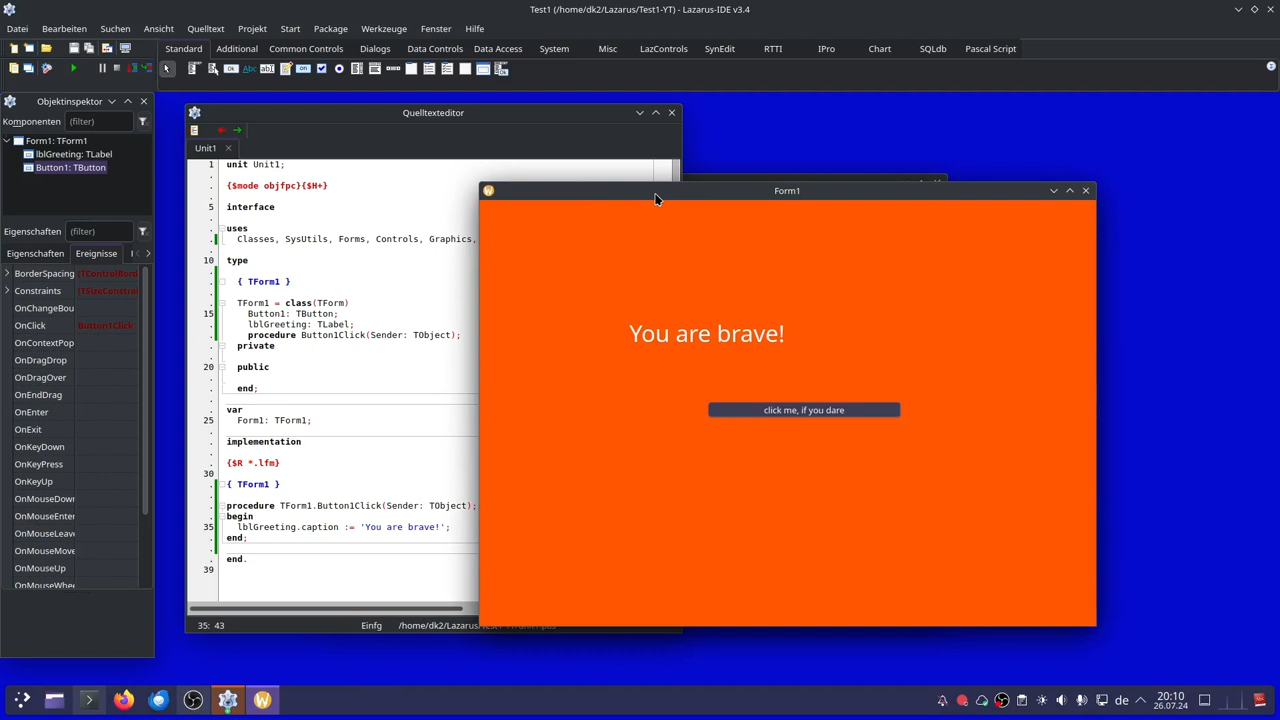 Test1 (/home/dk2/Lazarus/Test1-YT) - Lazarus-IDE v3.4
Datei Bearbeiten Suchen Ansicht Quelltext Projekt Start Package Werkzeuge Fenster Hilfe
Standard Additional Common Controls Dialogs Data Controls Data Access System Misc LazControls SynEdit RTTI IPro Chart SQLdb Pascal Script
Objektinspektor
Komponenten (filter)
Form1: TForm1
lblGreeting: TLabel
Button1: TButton
Eigenschaften (filter)
Eigenschaften Ereignisse
BorderSpacing (TControlBord
Constraints (TSizeConstrai
OnChangeBou
OnClick Button1Click
OnContextPop
OnDragDrop
OnDragOver
OnEndDrag
OnEnter
OnExit
OnKeyDown
OnKeyPress
OnKeyUp
OnMouseDown
OnMouseEnter
OnMouseLeave
OnMouseMove
OnMouseUp
OnMouseWhee
Quelltexteditor
Unit1
1 unit Unit1;
{$mode objfpc}{$H+}
5 interface
uses
Classes, SysUtils, Forms, Controls, Graphics,
10 type
{ TForm1 }
TForm1 = class(TForm)
15 Button1: TButton;
lblGreeting: TLabel;
procedure Button1Click(Sender: TObject);
private
20 public
end;
var
25 Form1: TForm1;
implementation
{$R *.lfm}
30
{ TForm1 }
procedure TForm1.Button1Click(Sender: TObject);
begin
35 lblGreeting.caption := 'You are brave!';
end;
end.
39
35: 43 Einfg
Form1
You are brave!
click me, if you dare
de 20:10
26.07.24